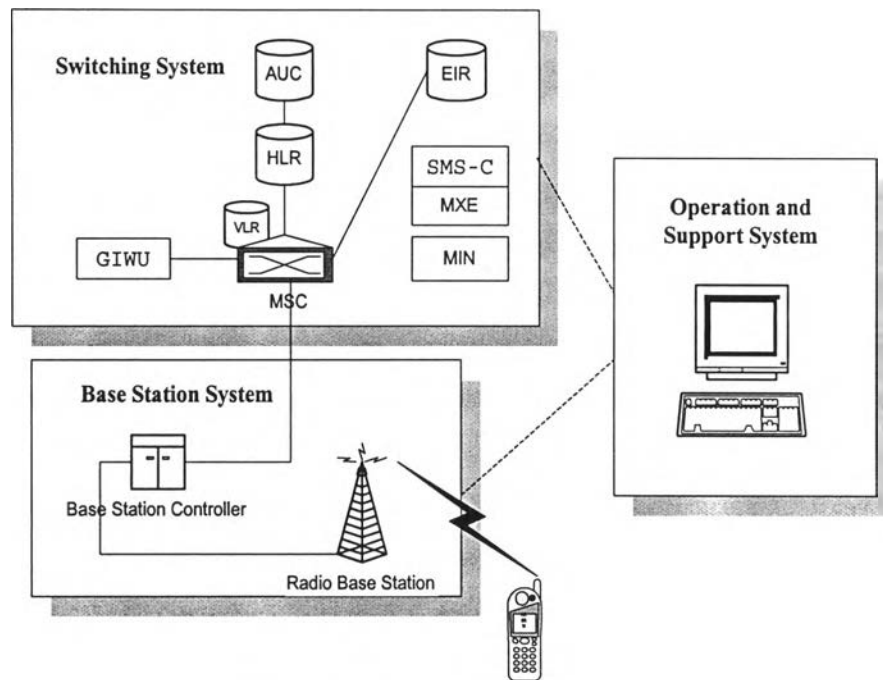 Switching System
AUC
EIR
HLR
SMS-C
VLR
MXE
GIWU
MIN
MSC
Operation and
Support System
Base Station System
Base Station Controller
Radio Base Station